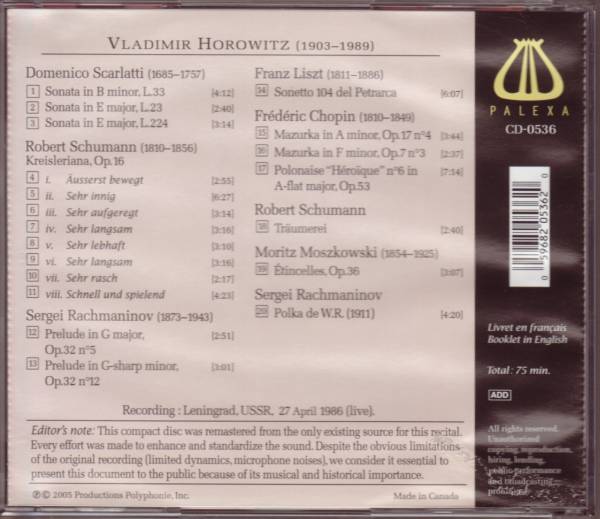 VLADIMIR HOROWITZ (1903–1989)
Domenico Scarlatti (1685–1757)
1 Sonata in B minor, L.33 [4:12]
2 Sonata in E major, L.23 [2:40]
3 Sonata in E major, L.224 [3:14]
Robert Schumann (1810–1856)
Kreisleriana, Op.16
4 i. Äusserst bewegt [2:55]
5 ii. Sehr innig [6:27]
6 iii. Sehr aufgeregt [3:14]
7 iv. Sehr langsam [3:16]
8 v. Sehr lebhaft [3:10]
9 vi. Sehr langsam [3:16]
10 vii. Sehr rasch [2:17]
11 viii. Schnell und spielend [4:23]
Sergei Rachmaninov (1873–1943)
12 Prelude in G major, [2:51]
Op.32 n°5
13 Prelude in G-sharp minor, [3:01]
Op.32 n°12
Franz Liszt (1811–1886)
14 Sonetto 104 del Petrarca [6:07]
Frédéric Chopin (1810–1849)
15 Mazurka in A minor, Op.17 n°4 [3:44]
16 Mazurka in F minor, Op.7 n°3 [2:37]
17 Polonaise “Héroïque” n°6 in [7:14]
A-flat major, Op.53
Robert Schumann
18 Träumerei [2:40]
Moritz Moszkowski (1854–1925)
19 Étincelles, Op.36 [3:07]
Sergei Rachmaninov
20 Polka de W.R. (1911) [4:20]
Recording : Leningrad, USSR, 27 April 1986 (live).
Editor's note: This compact disc was remastered from the only existing source for this recital.
Every effort was made to enhance and standardize the sound. Despite the obvious limitations
of the original recording (limited dynamics, microphone noises), we consider it essential to
present this document to the public because of its musical and historical importance.
℗ © 2005 Productions Polyphonie, Inc. Made in Canada
PALEXA
CD-0536
0 59682 05362 0
Livret en français
Booklet in English
Total : 75 min.
ADD
All rights reserved.
Unauthorized
copying, reproduction,
hiring, lending,
public performance
and broadcasting
prohibited.